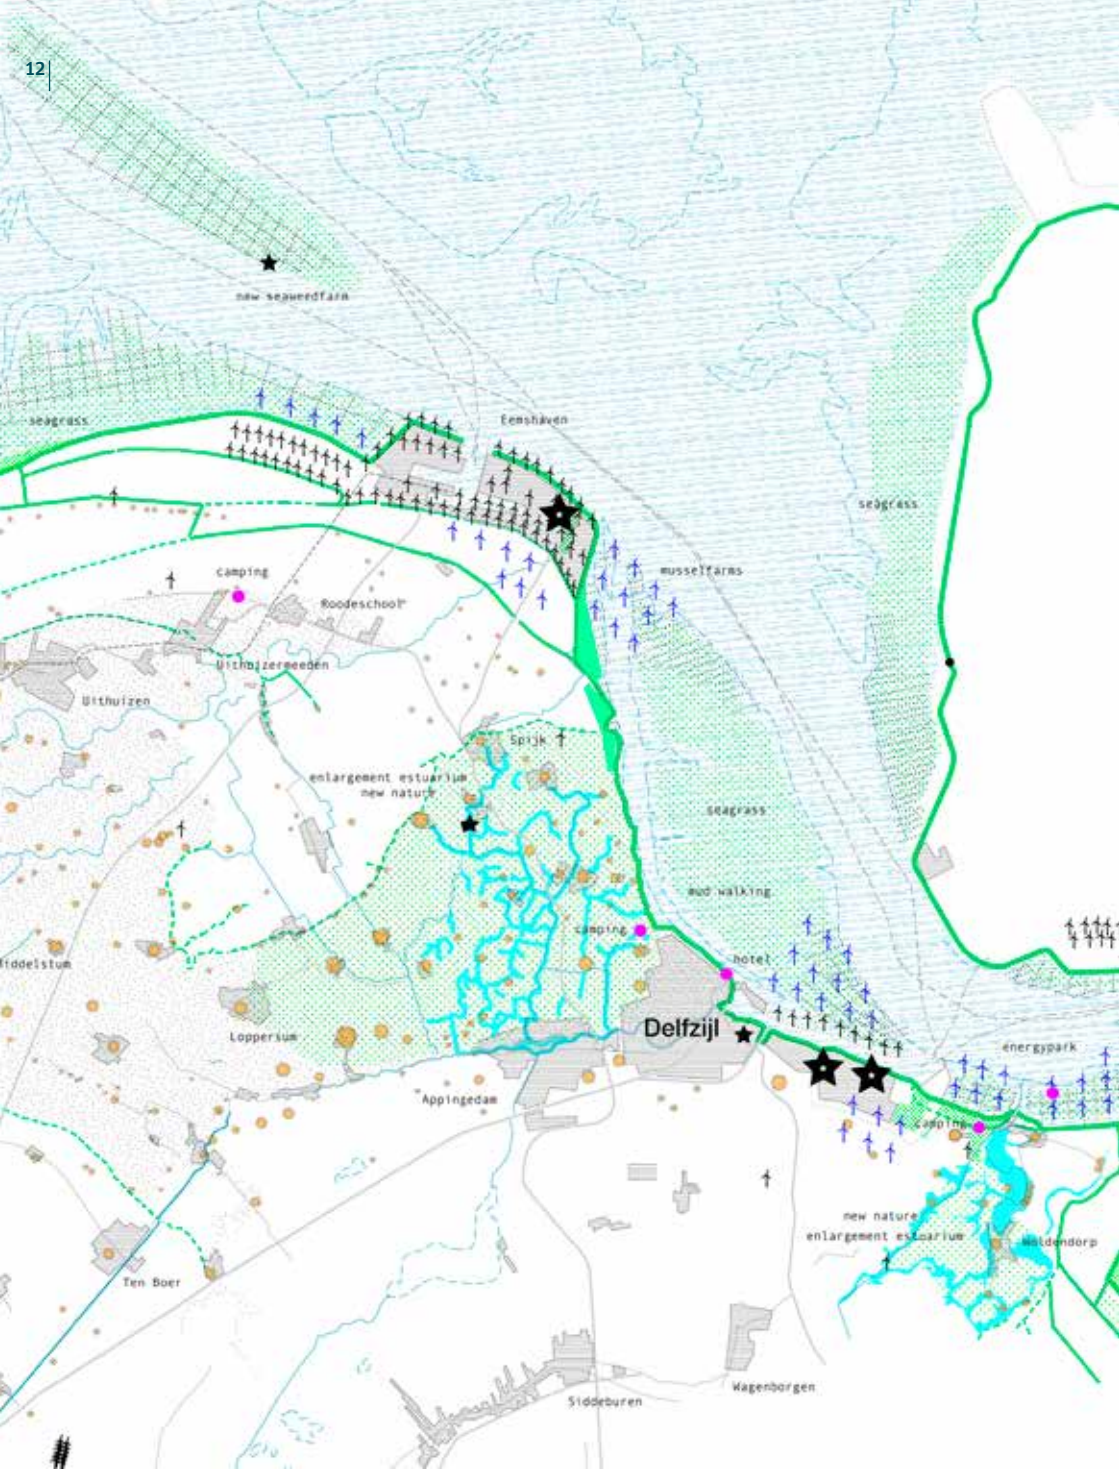 12
new seaweedfarm
seagrass
Eemshaven
seagrass
musselfarms
camping
Roodeschool
Uithuizermeeden
Uithuizen
Spijk
enlargement estuarium
new nature
seagrass
mud walking
camping
hotel
Middelstum
Loppersum
Delfzijl
energypark
Appingedam
camping
new nature
enlargement estuarium
Woldendorp
Ten Boer
Wagenborgen
Siddeburen